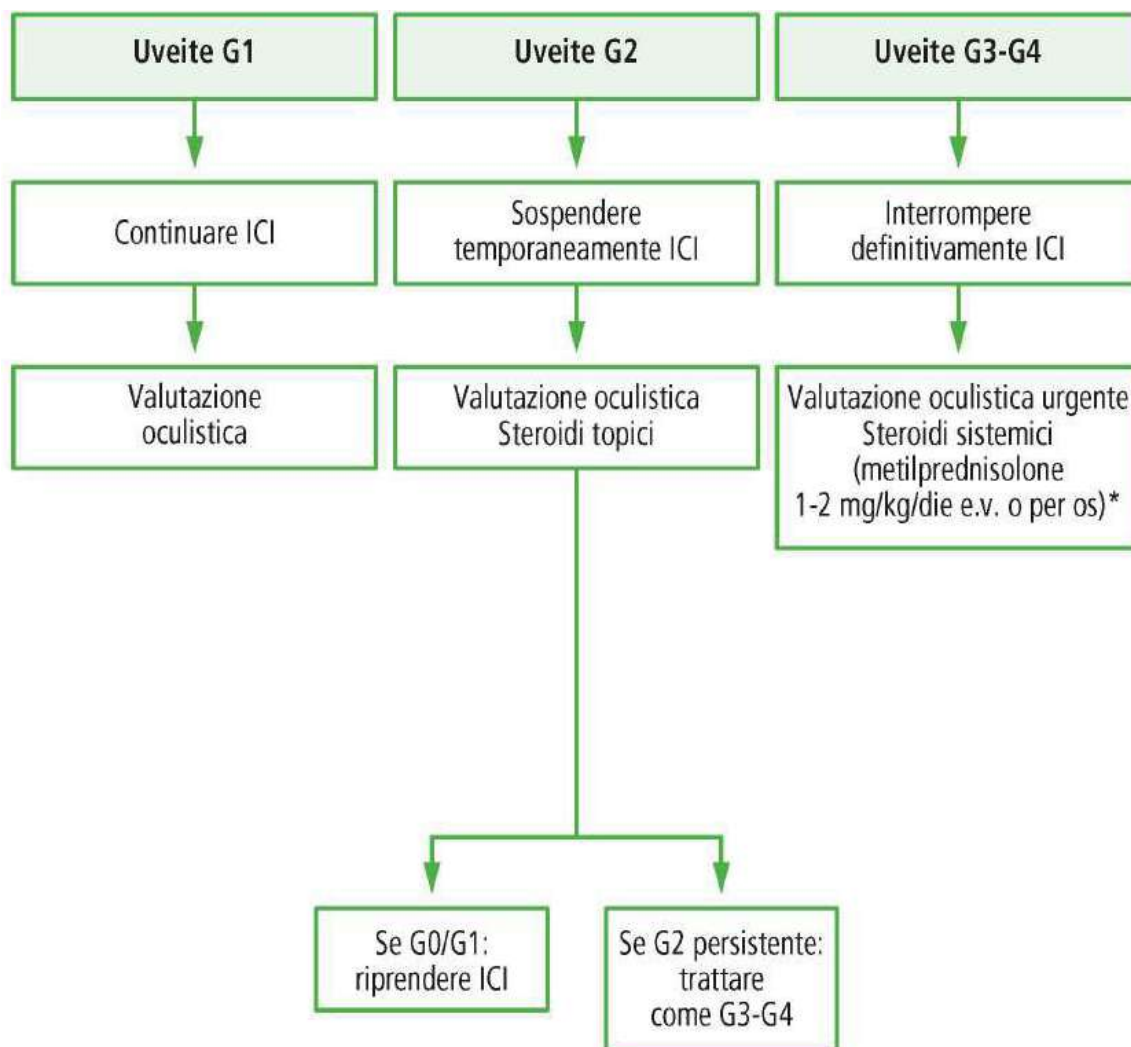 Uveite G1
Uveite G2
Uveite G3-G4
Continuare ICI
Sospendere
temporaneamente ICI
Interrompere
definitivamente ICI
Valutazione
oculistica
Valutazione oculistica
Steroidi topici
Valutazione oculistica urgente
Steroidi sistemici
(metilprednisolone
1-2 mg/kg/die e.v. o per os)*
Se G0/G1:
riprendere ICI
Se G2 persistente:
trattare
come G3-G4